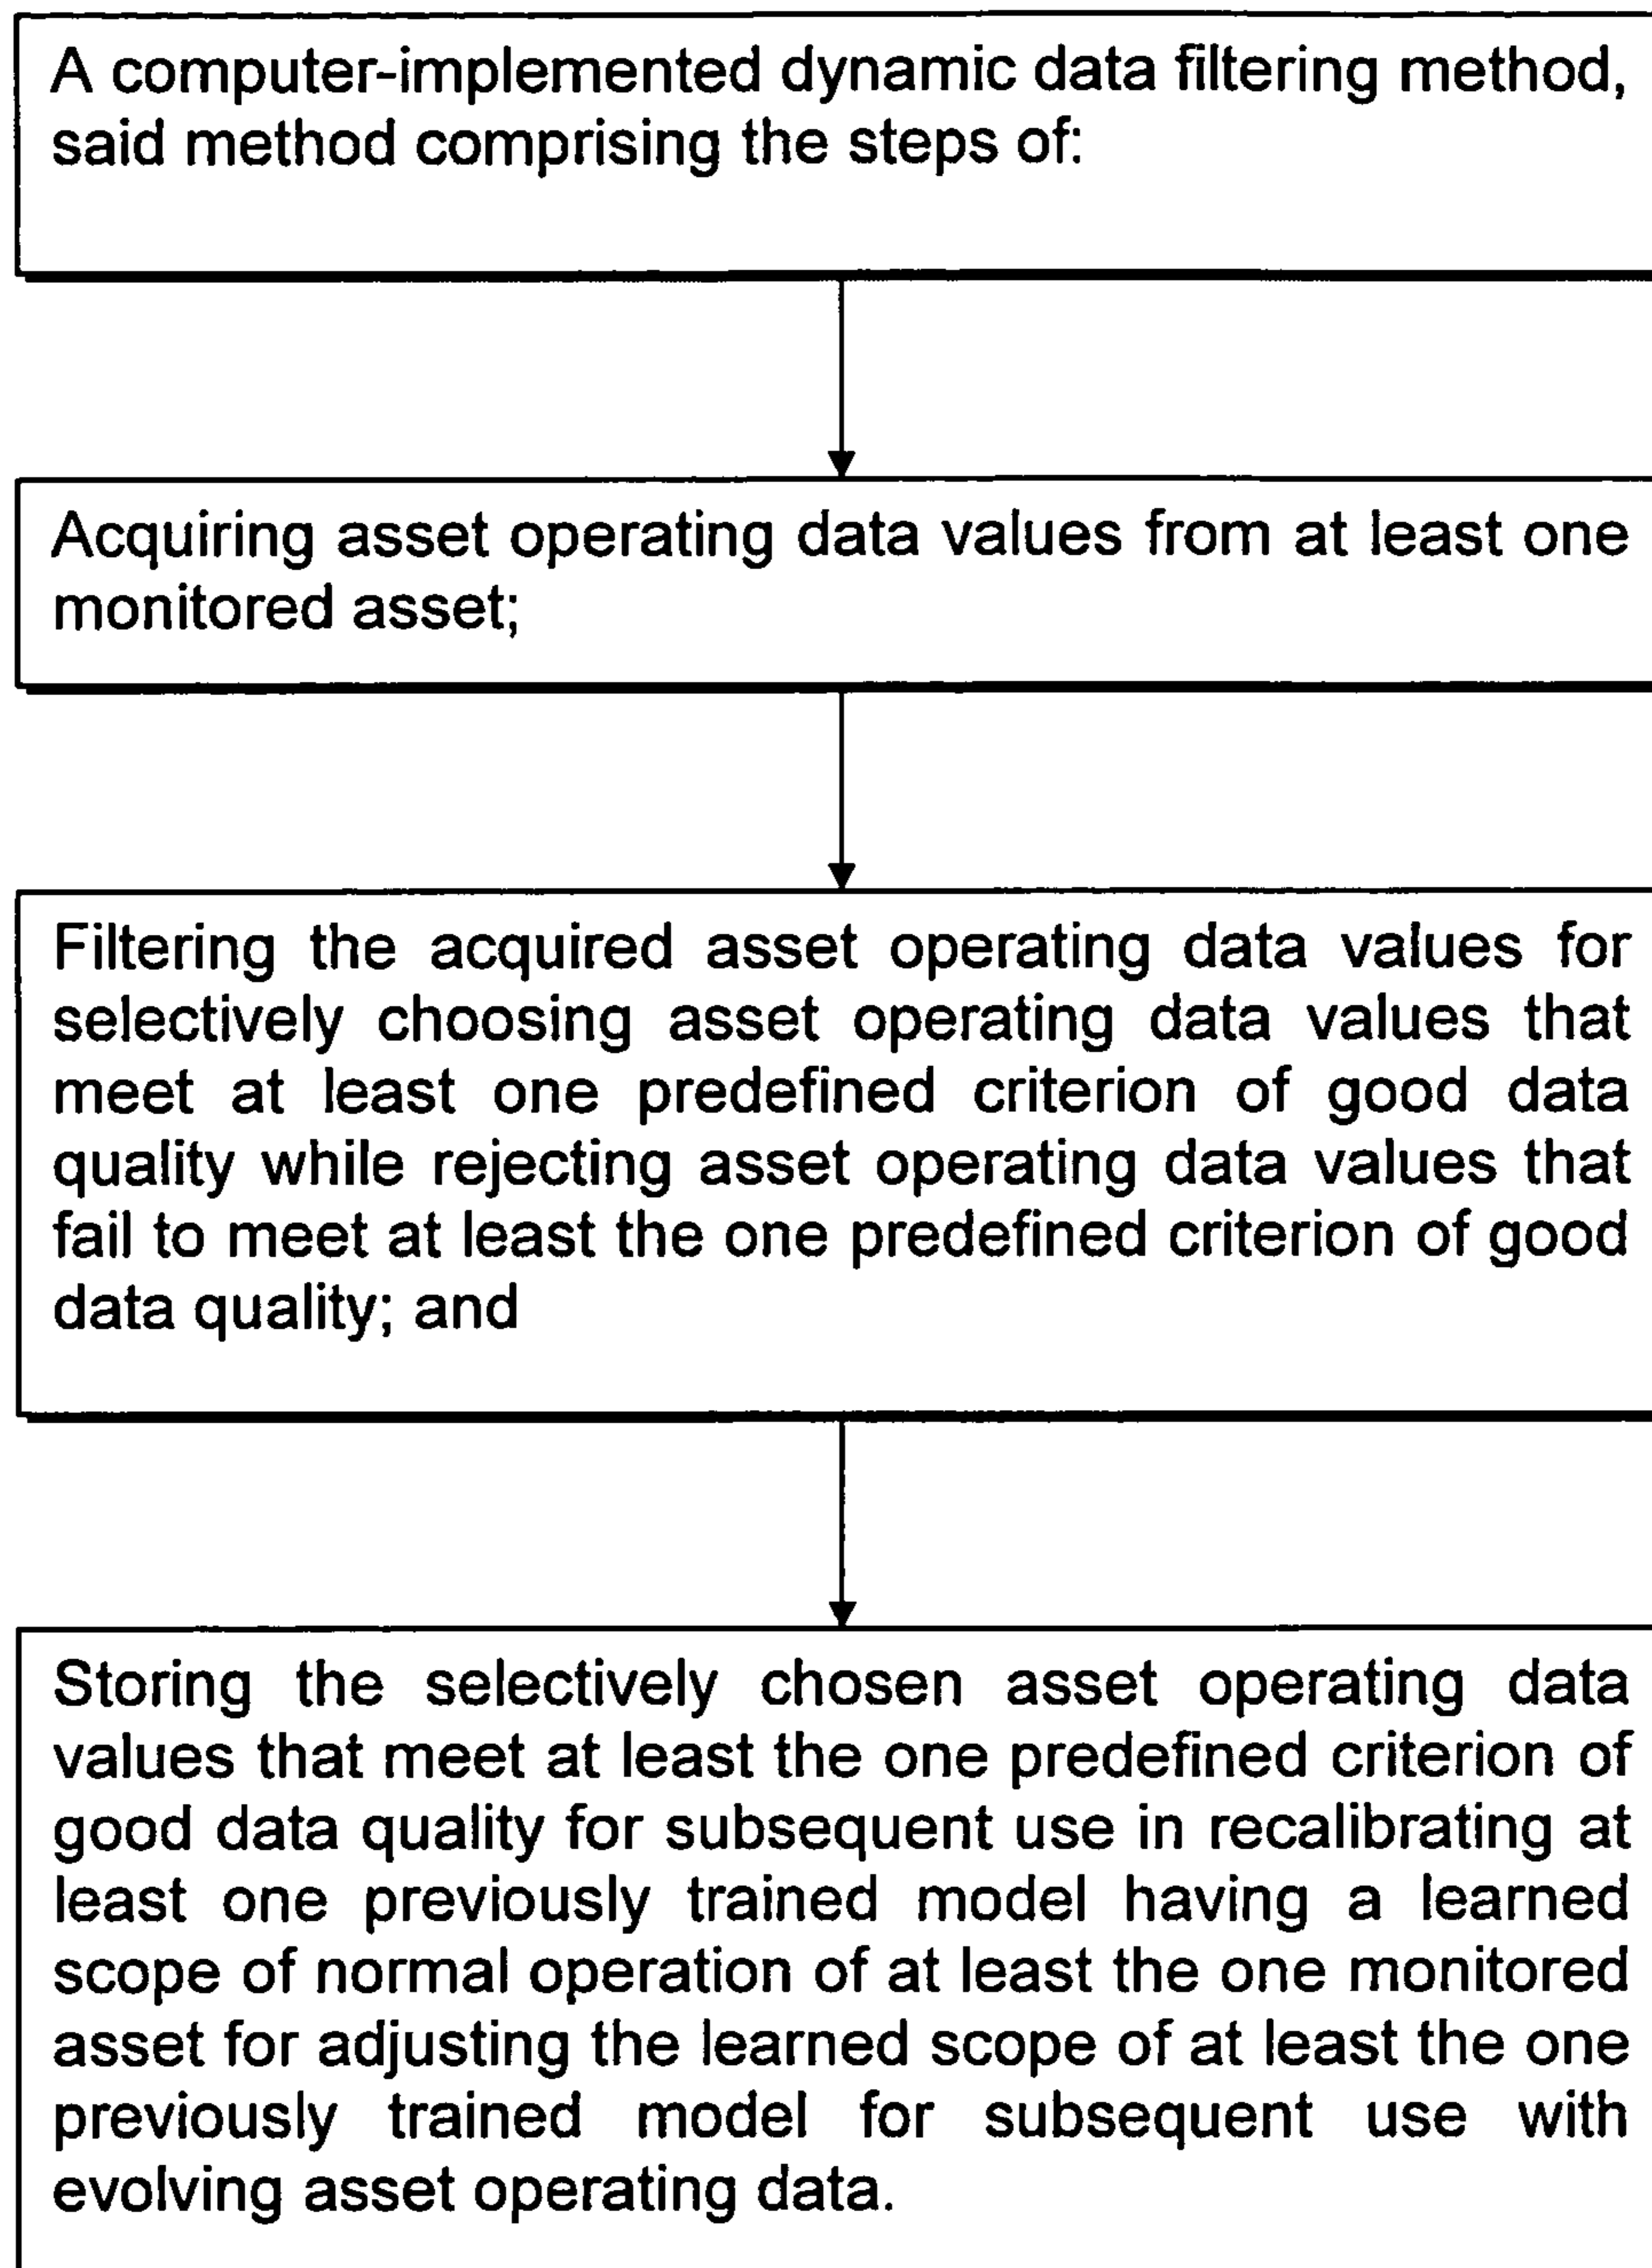 A computer-implemented dynamic data filtering method,
said method comprising the steps of:
Acquiring asset operating data values from at least one
monitored asset;
Filtering the acquired asset operating data values for
selectively choosing asset operating data values that
meet at least one predefined criterion of good data
quality while rejecting asset operating data values that
fail to meet at least the one predefined criterion of good
data quality; and
Storing the selectively chosen asset operating data
values that meet at least the one predefined criterion of
good data quality for subsequent use in recalibrating at
least one previously trained model having a learned
scope of normal operation of at least the one monitored
asset for adjusting the learned scope of at least the one
previously trained model for subsequent use with
evolving asset operating data.